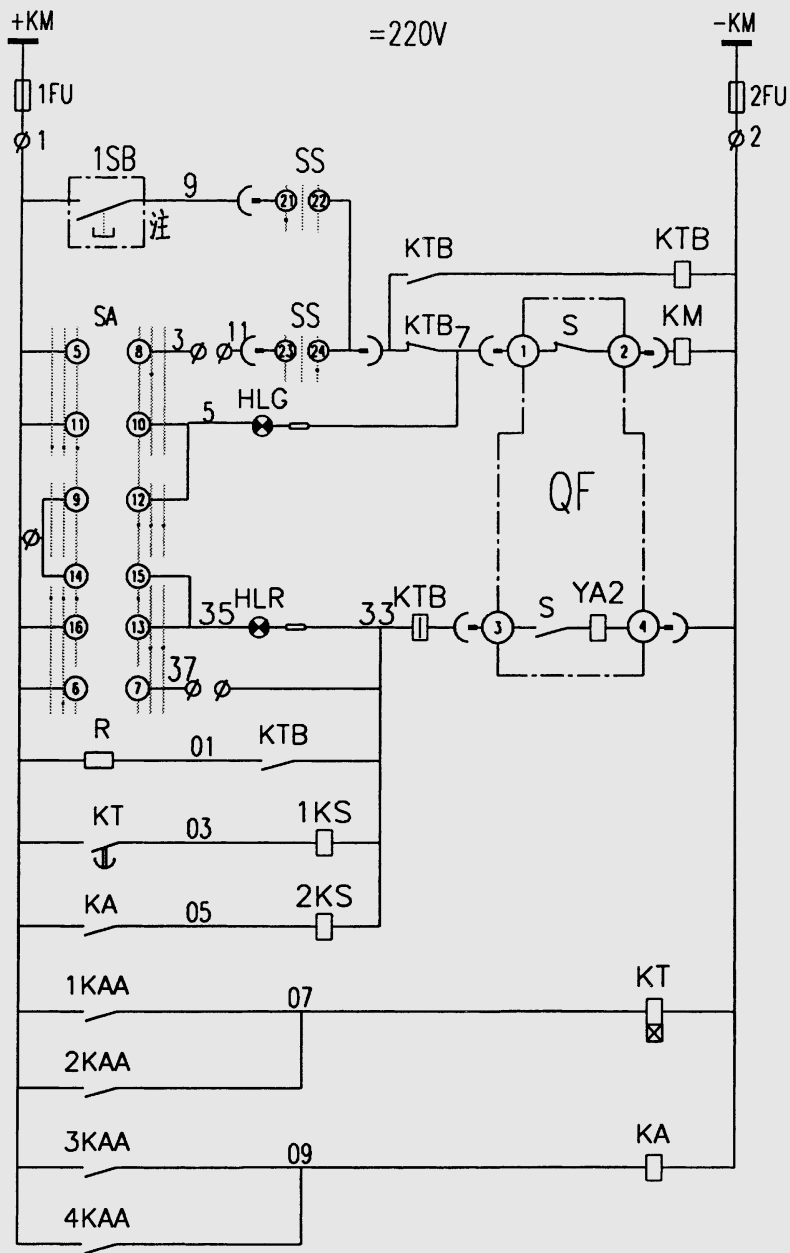 +KM =220V -KM
1FU 2FU
1 2
1SB SS
9 21 22
注
KTB KTB
SA SS KTB 7 S KM
5 8 3 11 23 24 1 2
11 10 5 HLG
9 12 QF
14 15
16 13 35 HLR 33 KTB 3 S YA2 4
6 7 37
R 01 KTB
KT 03 1KS
KA 05 2KS
1KAA 07 KT
2KAA
3KAA 09 KA
4KAA